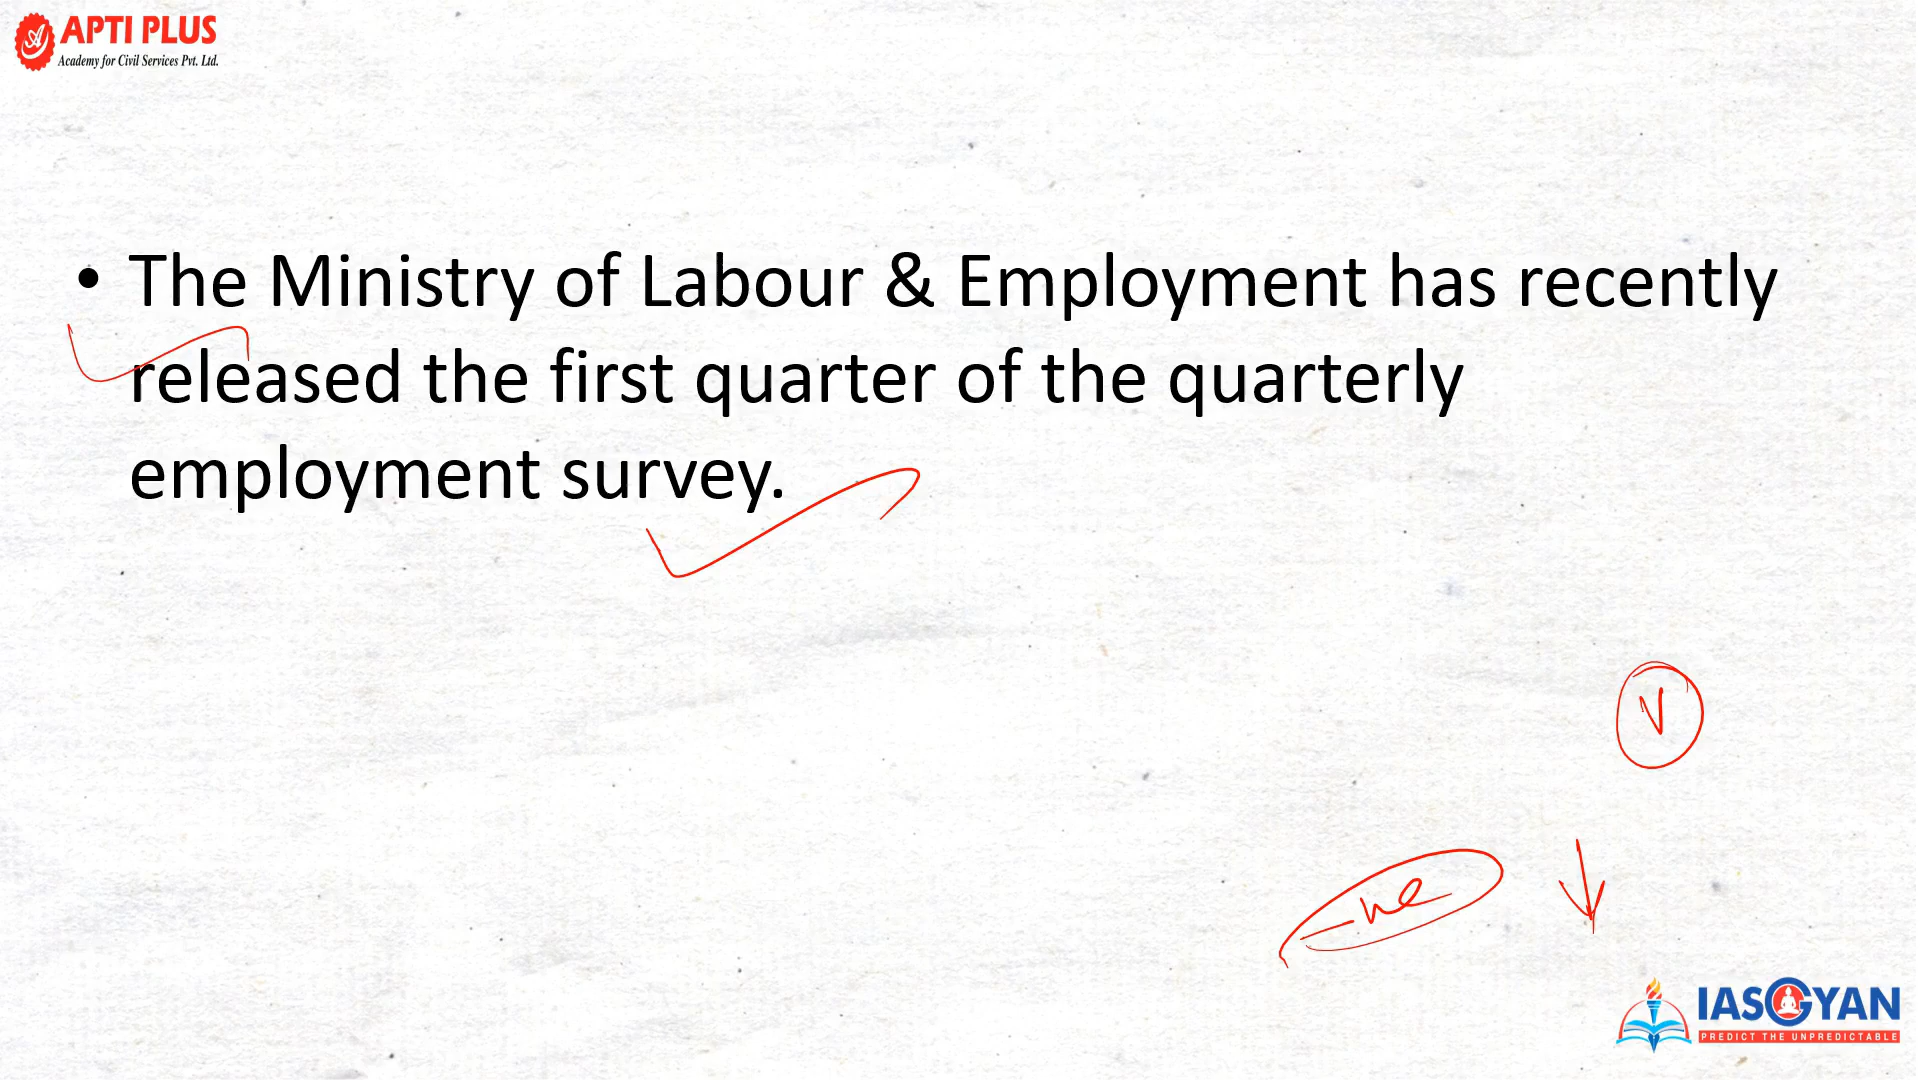 APTI PLUS
Academy for Civil Services Pvt. Ltd.
• The Ministry of Labour & Employment has recently
released the first quarter of the quarterly
employment survey.
-ve
IASGYAN
PREDICT THE UNPREDICTABLE